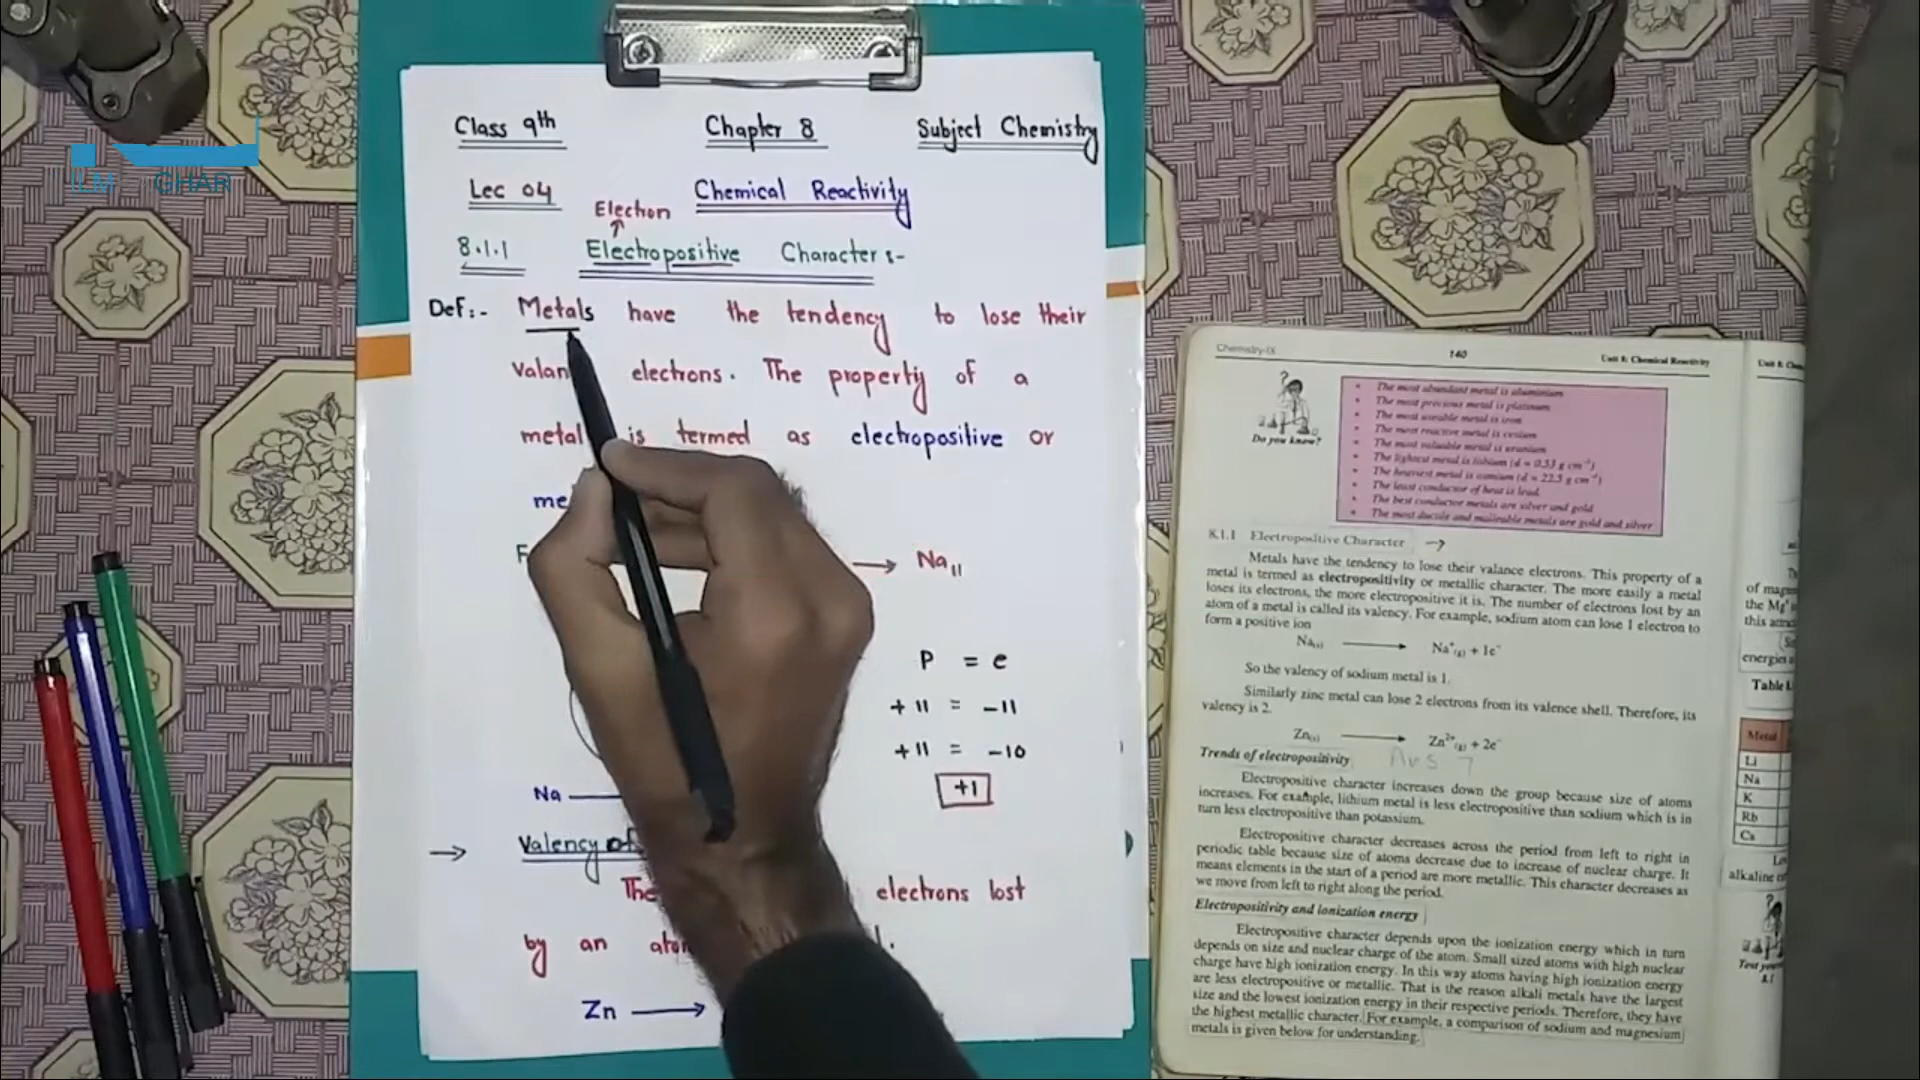 ILM GHAR
Class 9th Chapter 8 Subject Chemistry
Lec 04 Chemical Reactivity
Electron
8.1.1 Electropositive Character :-
Def:- Metals have the tendency to lose their
valan electrons. The property of a
metal is termed as electropositive or
me
F → Na11
P = e
+11 = -11
+11 = -10
+1
Na
→ Valency of
The electrons lost
by an atom
Zn →
Chemistry-IX 140 Unit 8: Chemical Reactivity
Do you know?
• The most abundant metal is aluminium
• The most precious metal is platinum
• The most useable metal is iron
• The most reactive metal is cesium
• The most valuable metal is uranium
• The lightest metal is lithium (d = 0.53 g cm⁻³)
• The heaviest metal is osmium (d = 22.5 g cm⁻³)
• The least conductor of heat is lead
• The best conductor metals are silver and gold
• The most ductile and malleable metals are gold and silver
8.1.1 Electropositive Character →
Metals have the tendency to lose their valance electrons. This property of a
metal is termed as electropositivity or metallic character. The more easily a metal
loses its electrons, the more electropositive it is. The number of electrons lost by an
atom of a metal is called its valency. For example, sodium atom can lose 1 electron to
form a positive ion
Na(s) → Na⁺(g) + 1e⁻
So the valency of sodium metal is 1.
Similarly zinc metal can lose 2 electrons from its valence shell. Therefore, its
valency is 2.
Zn(s) → Zn²⁺(g) + 2e⁻
Trends of electropositivity
Electropositive character increases down the group because size of atoms
increases. For example, lithium metal is less electropositive than sodium which is in
turn less electropositive than potassium.
Electropositive character decreases across the period from left to right in
periodic table because size of atoms decrease due to increase of nuclear charge. It
means elements in the start of a period are more metallic. This character decreases as
we move from left to right along the period.
Electropositivity and ionization energy
Electropositive character depends upon the ionization energy which in turn
depends on size and nuclear charge of the atom. Small sized atoms with high nuclear
charge have high ionization energy. In this way atoms having high ionization energy
are less electropositive or metallic. That is the reason alkali metals have the largest
size and the lowest ionization energy in their respective periods. Therefore, they have
the highest metallic character. For example, a comparison of sodium and magnesium
metals is given below for understanding.
of magn
the Mg
this attrac
energies a
Metal
Li
Na
K
Rb
Cs
alkaline